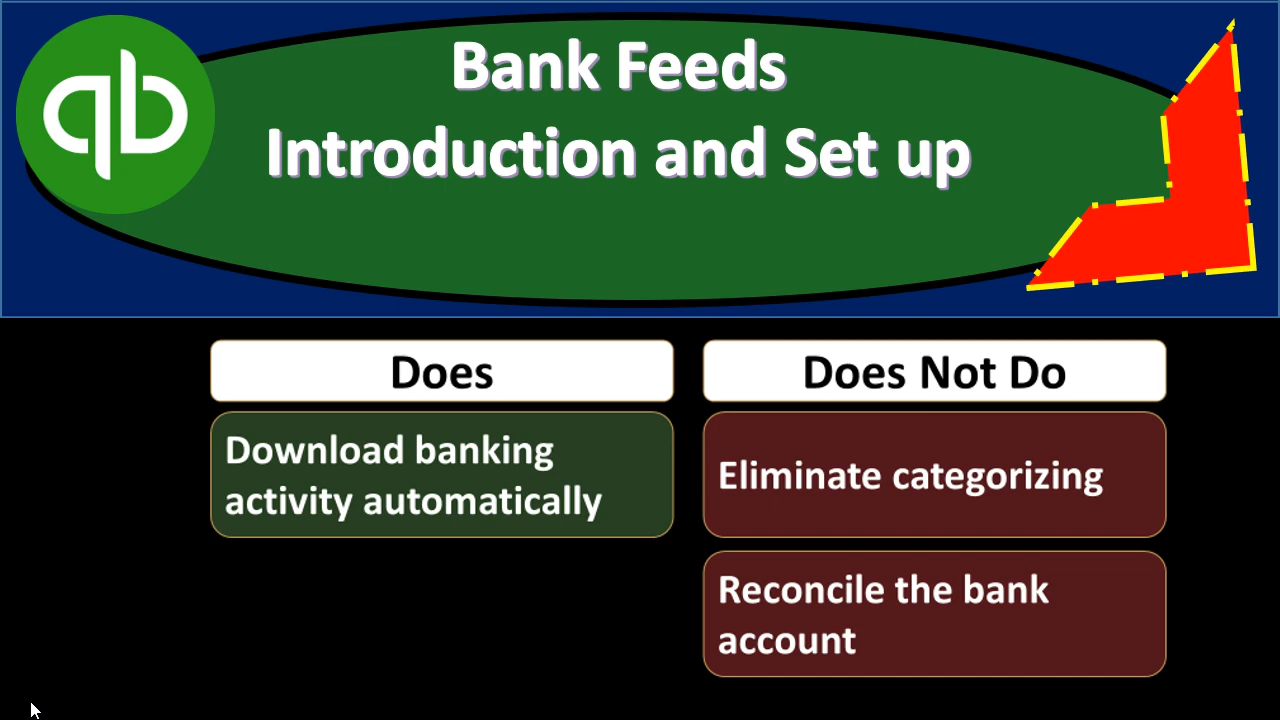 qb
Bank Feeds
Introduction and Set up
Does
Does Not Do
Download banking
activity automatically
Eliminate categorizing
Reconcile the bank
account